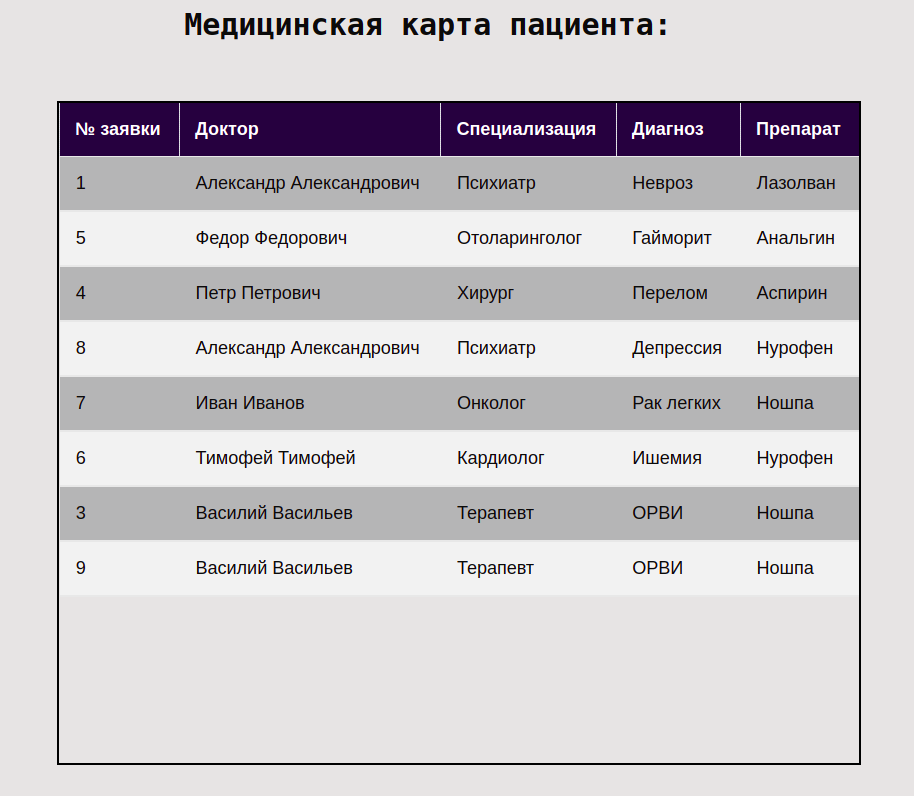 Медицинская карта пациента:
№ заявки Доктор Специализация Диагноз Препарат
1 Александр Александрович Психиатр Невроз Лазолван
5 Федор Федорович Отоларинголог Гайморит Анальгин
4 Петр Петрович Хирург Перелом Аспирин
8 Александр Александрович Психиатр Депрессия Нурофен
7 Иван Иванов Онколог Рак легких Ношпа
6 Тимофей Тимофей Кардиолог Ишемия Нурофен
3 Василий Васильев Терапевт ОРВИ Ношпа
9 Василий Васильев Терапевт ОРВИ Ношпа